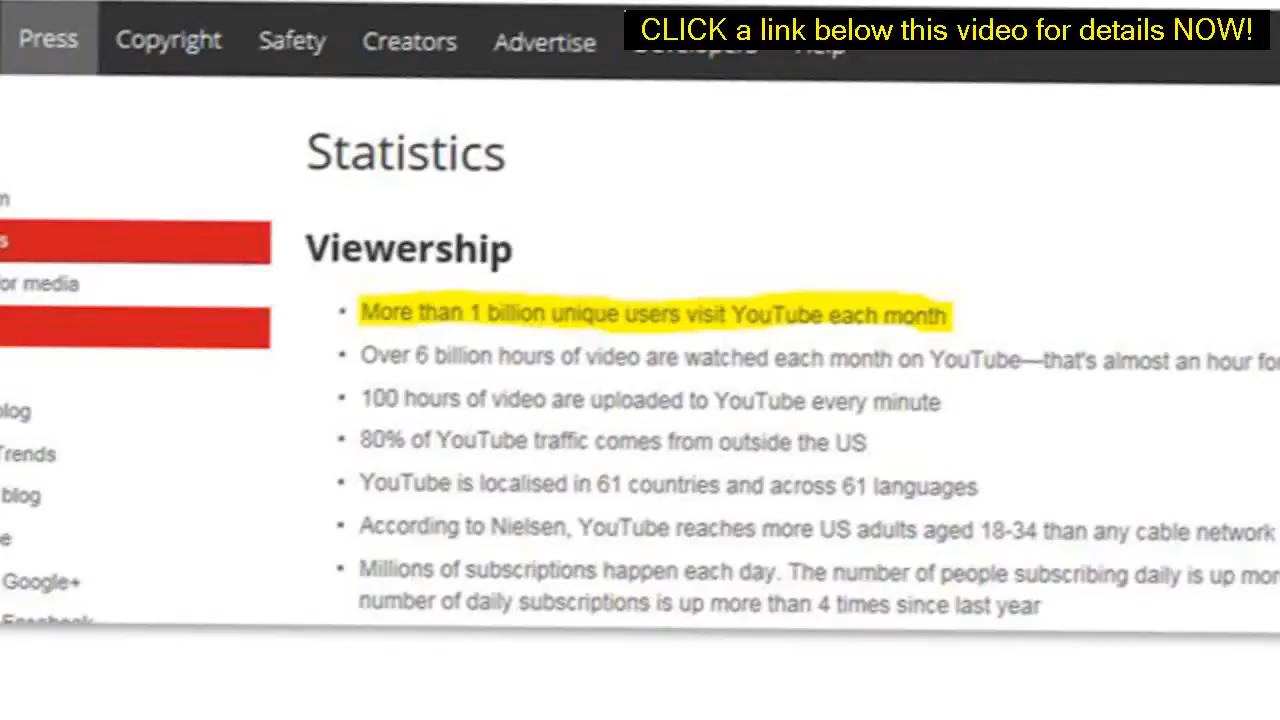 CLICK a link below this video for details NOW!
Press Copyright Safety Creators Advertise Developers Help
Statistics
Viewership
or media
• More than 1 billion unique users visit YouTube each month
• Over 6 billion hours of video are watched each month on YouTube—that's almost an hour for
• 100 hours of video are uploaded to YouTube every minute
blog
Trends
• 80% of YouTube traffic comes from outside the US
• YouTube is localised in 61 countries and across 61 languages
blog
• According to Nielsen, YouTube reaches more US adults aged 18-34 than any cable network
Google+
• Millions of subscriptions happen each day. The number of people subscribing daily is up mor
number of daily subscriptions is up more than 4 times since last year
Facebook